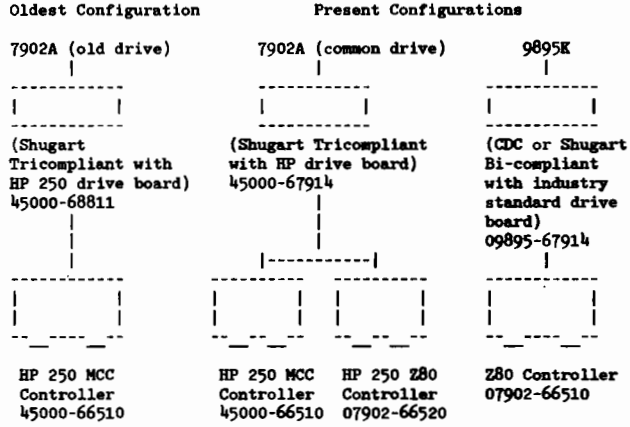 Oldest Configuration
Present Configurations
7902A (old drive)
7902A (common drive)
9895K
(Shugart
Tricompliant with
HP 250 drive board)
45000-68811
(Shugart Tricompliant
with HP drive board)
45000-67914
(CDC or Shugart
Bi-compliant
with industry
standard drive
board)
09895-67914
HP 250 MCC
Controller
45000-66510
HP 250 MCC
Controller
45000-66510
HP 250 Z80
Controller
07902-66520
Z80 Controller
07902-66510